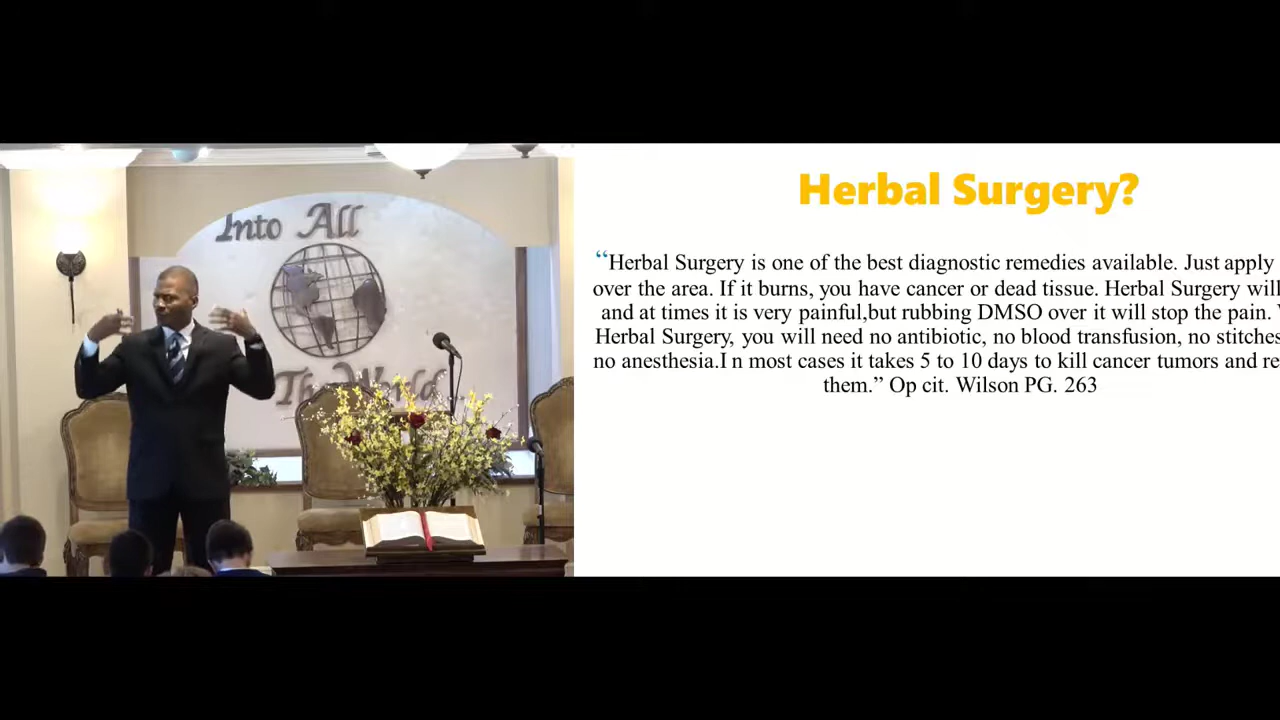 Into All
The World
Herbal Surgery?
“Herbal Surgery is one of the best diagnostic remedies available. Just apply
over the area. If it burns, you have cancer or dead tissue. Herbal Surgery will
and at times it is very painful,but rubbing DMSO over it will stop the pain.
Herbal Surgery, you will need no antibiotic, no blood transfusion, no stitches
no anesthesia.I n most cases it takes 5 to 10 days to kill cancer tumors and re
them.” Op cit. Wilson PG. 263